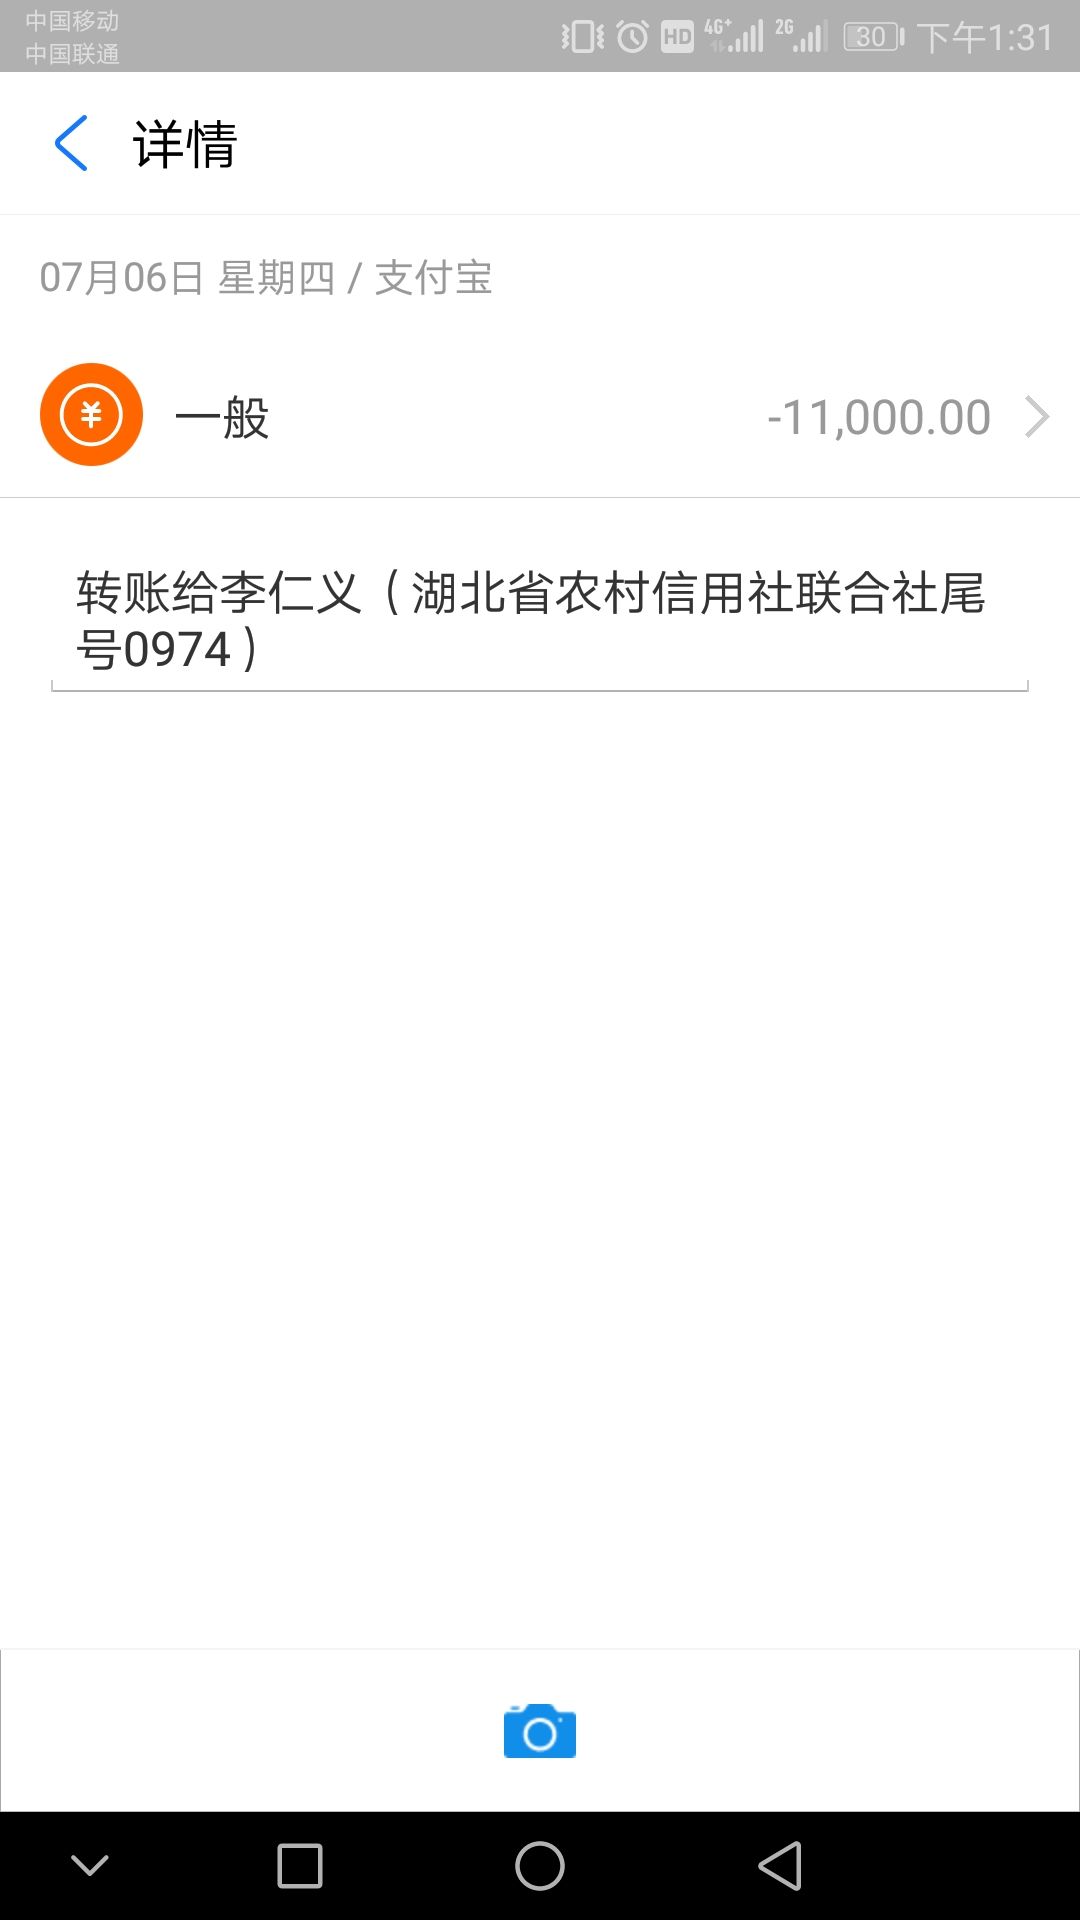 中国移动
中国联通
HD 4G+ 2G 30 下午1:31
详情
07月06日 星期四 / 支付宝
¥ 一般 -11,000.00
转账给李仁义（湖北省农村信用社联合社尾
号0974）